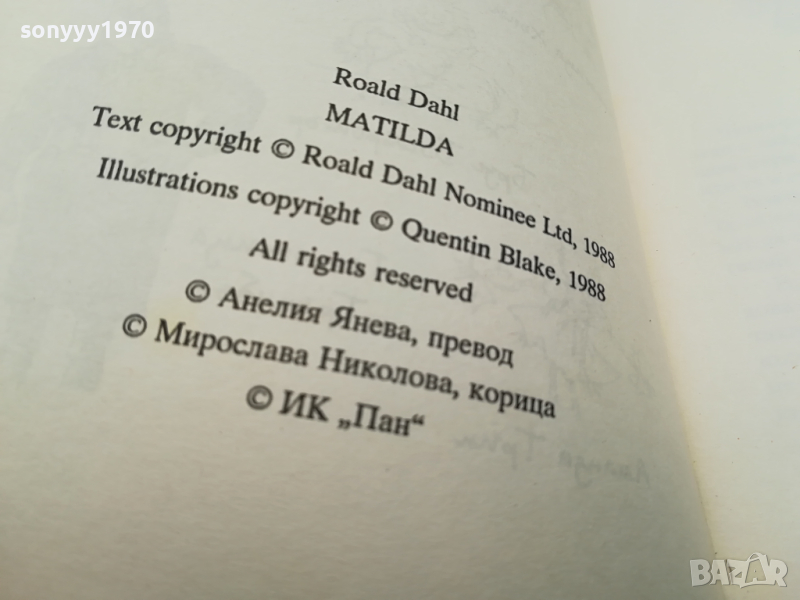 sonyyy1970
Roald Dahl
MATILDA
Text copyright © Roald Dahl Nominee Ltd, 1988
Illustrations copyright © Quentin Blake, 1988
All rights reserved
© Анелия Янева, превод
© Мирослава Николова, корица
© ИК „Пан“
BAZAR